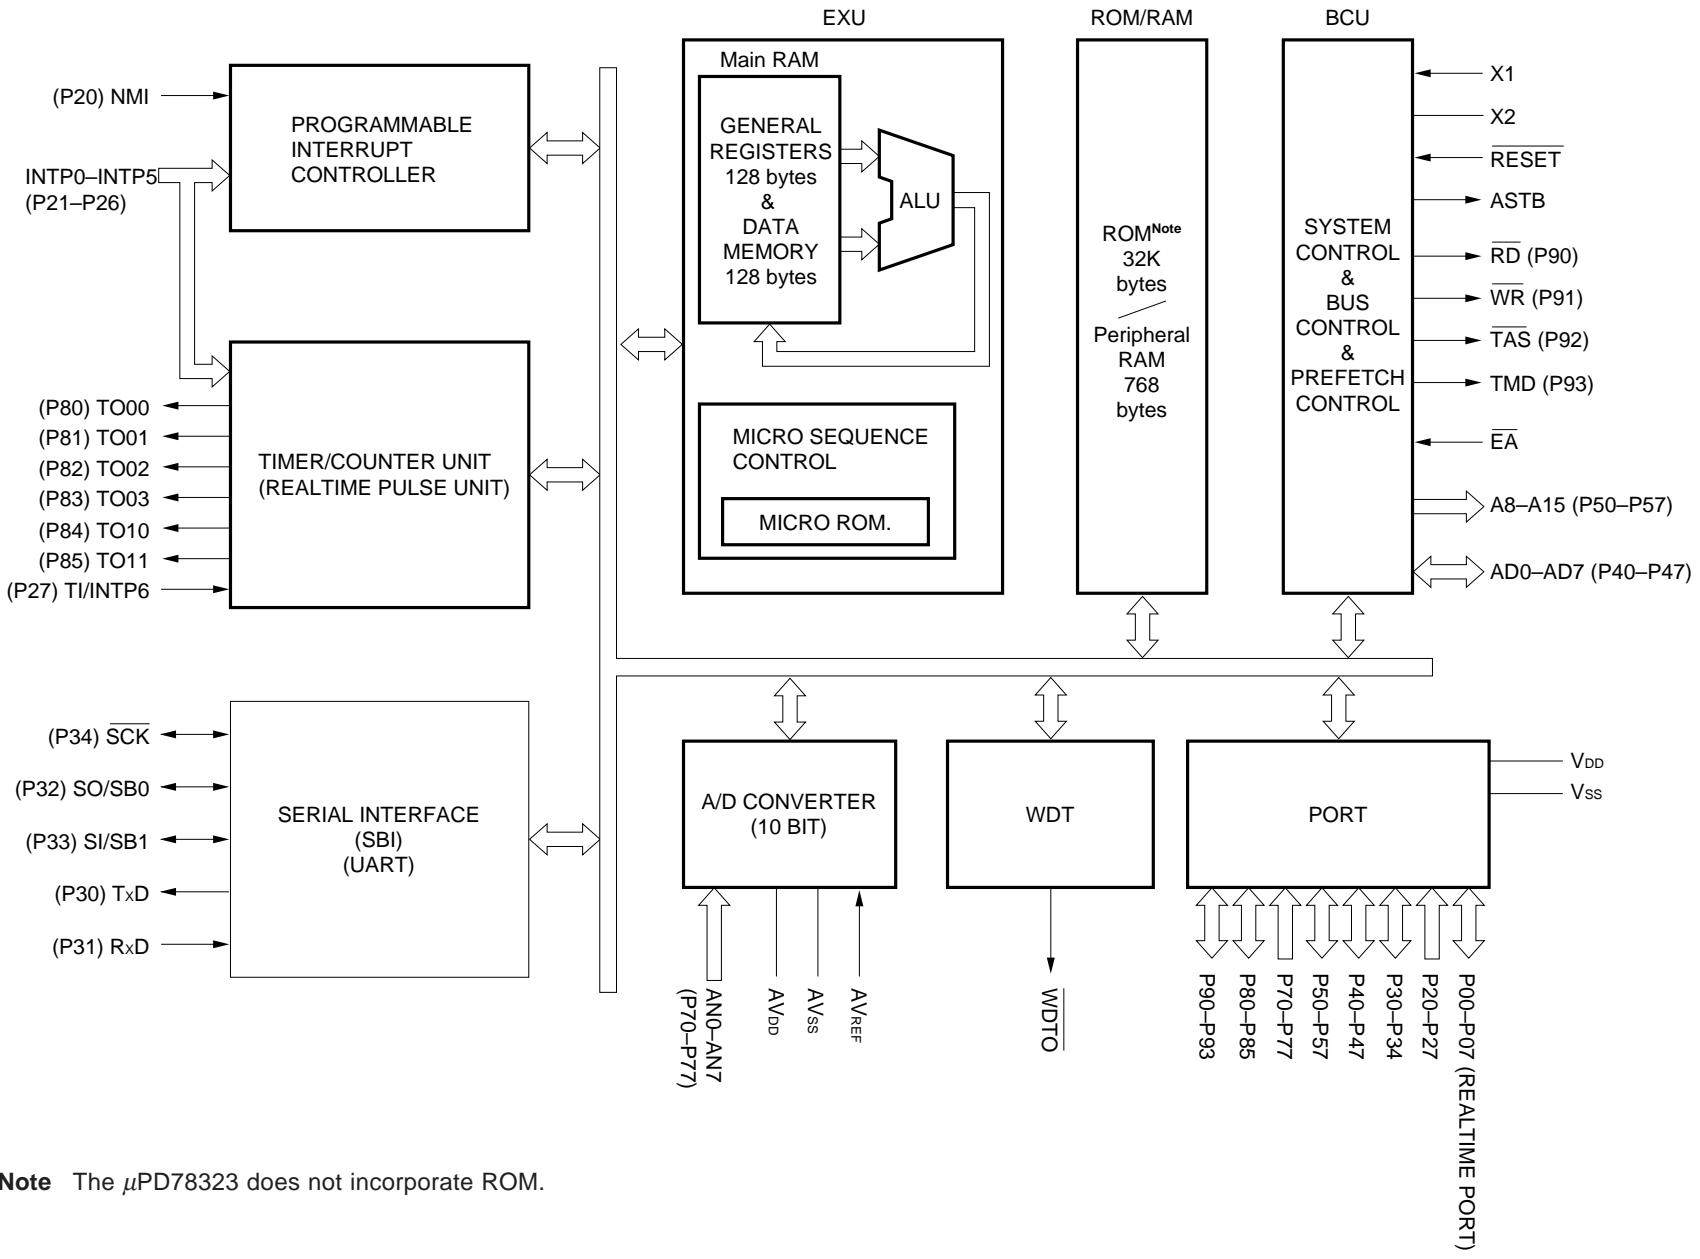 EXU
ROM/RAM
BCU
(P20) NMI
INTP0–INTP5
(P21–P26)
PROGRAMMABLE
INTERRUPT
CONTROLLER
(P80) TO00
(P81) TO01
(P82) TO02
(P83) TO03
(P84) TO10
(P85) TO11
(P27) TI/INTP6
TIMER/COUNTER UNIT
(REALTIME PULSE UNIT)
(P34) SCK
(P32) SO/SB0
(P33) SI/SB1
(P30) TxD
(P31) RxD
SERIAL INTERFACE
(SBI)
(UART)
Main RAM
GENERAL
REGISTERS
128 bytes
&
DATA
MEMORY
128 bytes
ALU
MICRO SEQUENCE
CONTROL
MICRO ROM.
ROM Note
32K
bytes
/
Peripheral
RAM
768
bytes
SYSTEM
CONTROL
&
BUS
CONTROL
&
PREFETCH
CONTROL
X1
X2
RESET
ASTB
RD (P90)
WR (P91)
TAS (P92)
TMD (P93)
EA
A8–A15 (P50–P57)
AD0–AD7 (P40–P47)
A/D CONVERTER
(10 BIT)
AN0–AN7
(P70–P77)
AVDD
AVSS
AVREF
WDT
WDTO
PORT
VDD
VSS
P90–P93
P80–P85
P70–P77
P50–P57
P40–P47
P30–P34
P20–P27
P00–P07 (REALTIME PORT)
Note The μPD78323 does not incorporate ROM.